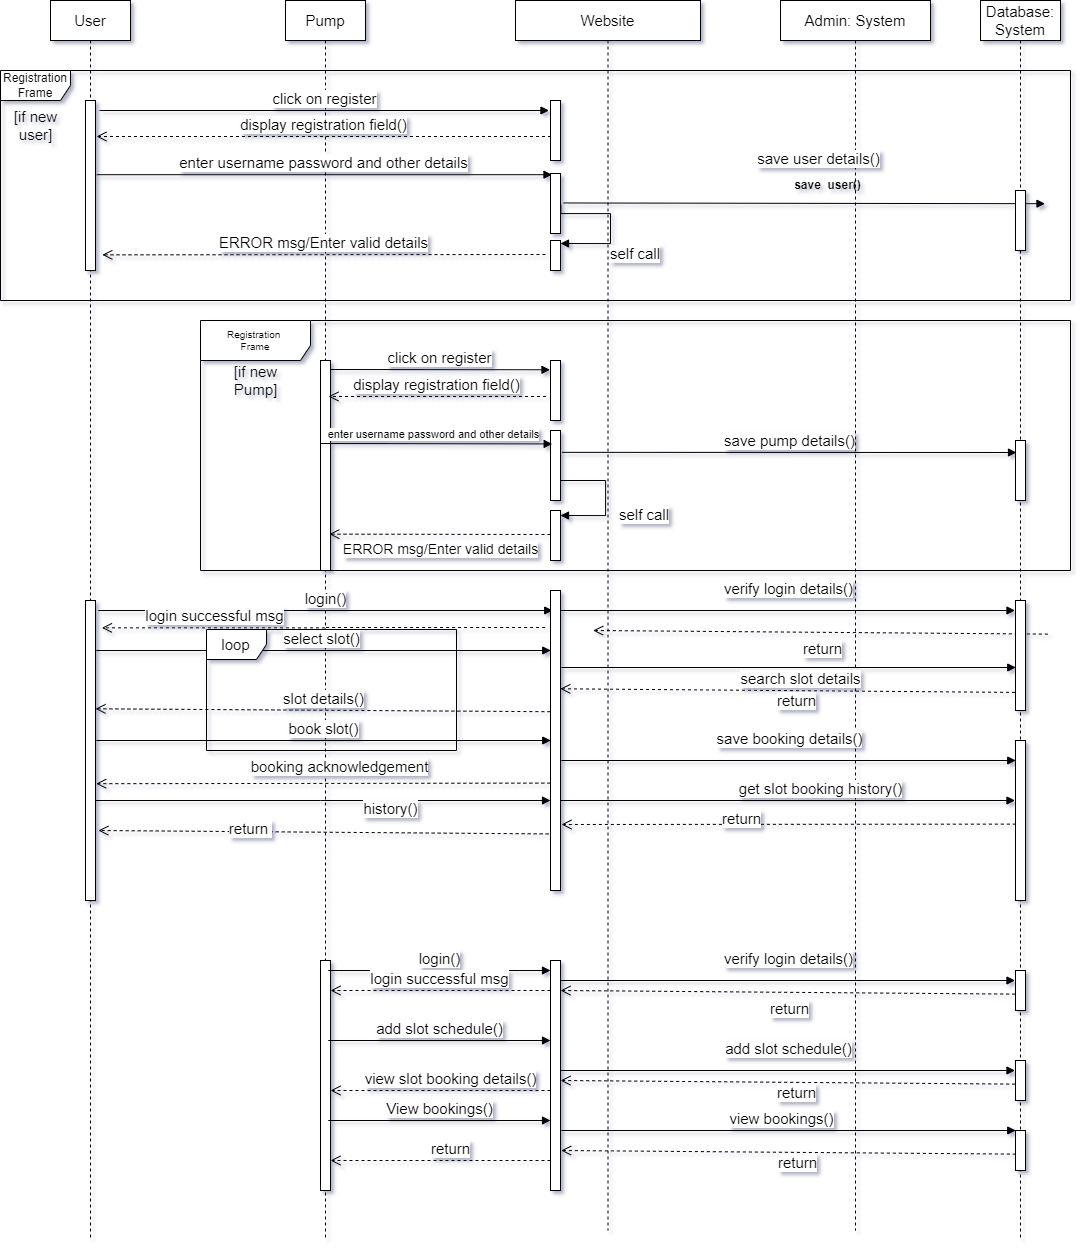 User
Pump
Website
Admin: System
Database:
System
Registration
Frame
[if new
user]
click on register
display registration field()
enter username password and other details
save user details()
save user()
ERROR msg/Enter valid details
self call
Registration
Frame
[if new
Pump]
click on register
display registration field()
enter username password and other details
save pump details()
self call
ERROR msg/Enter valid details
login()
verify login details()
login successful msg
loop
select slot()
return
search slot details
slot details()
return
book slot()
save booking details()
booking acknowledgement
get slot booking history()
history()
return
return
login()
verify login details()
login successful msg
return
add slot schedule()
add slot schedule()
view slot booking details()
return
View bookings()
view bookings()
return
return